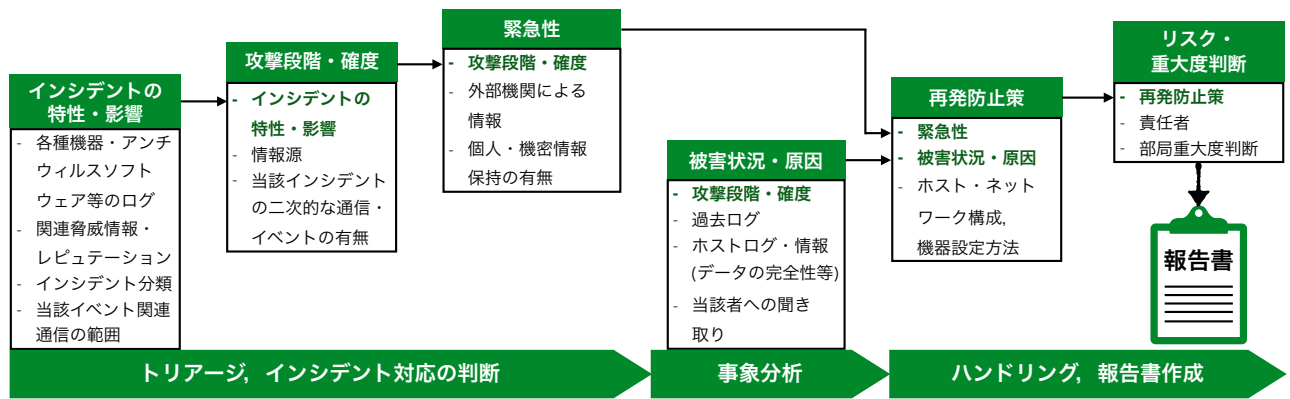 インシデントの
特性・影響
- 各種機器・アンチ
ウィルスソフト
ウェア等のログ
- 関連脅威情報・
レピュテーション
- インシデント分類
- 当該イベント関連
通信の範囲
攻撃段階・確度
- インシデントの
特性・影響
- 情報源
- 当該インシデント
の二次的な通信・
イベントの有無
緊急性
- 攻撃段階・確度
- 外部機関による
情報
- 個人・機密情報
保持の有無
被害状況・原因
- 攻撃段階・確度
- 過去ログ
- ホストログ・情報
(データの完全性等)
- 当該者への聞き
取り
再発防止策
- 緊急性
- 被害状況・原因
- ホスト・ネット
ワーク構成,
機器設定方法
リスク・
重大度判断
- 再発防止策
- 責任者
- 部局重大度判断
報告書
トリアージ, インシデント対応の判断
事象分析
ハンドリング, 報告書作成